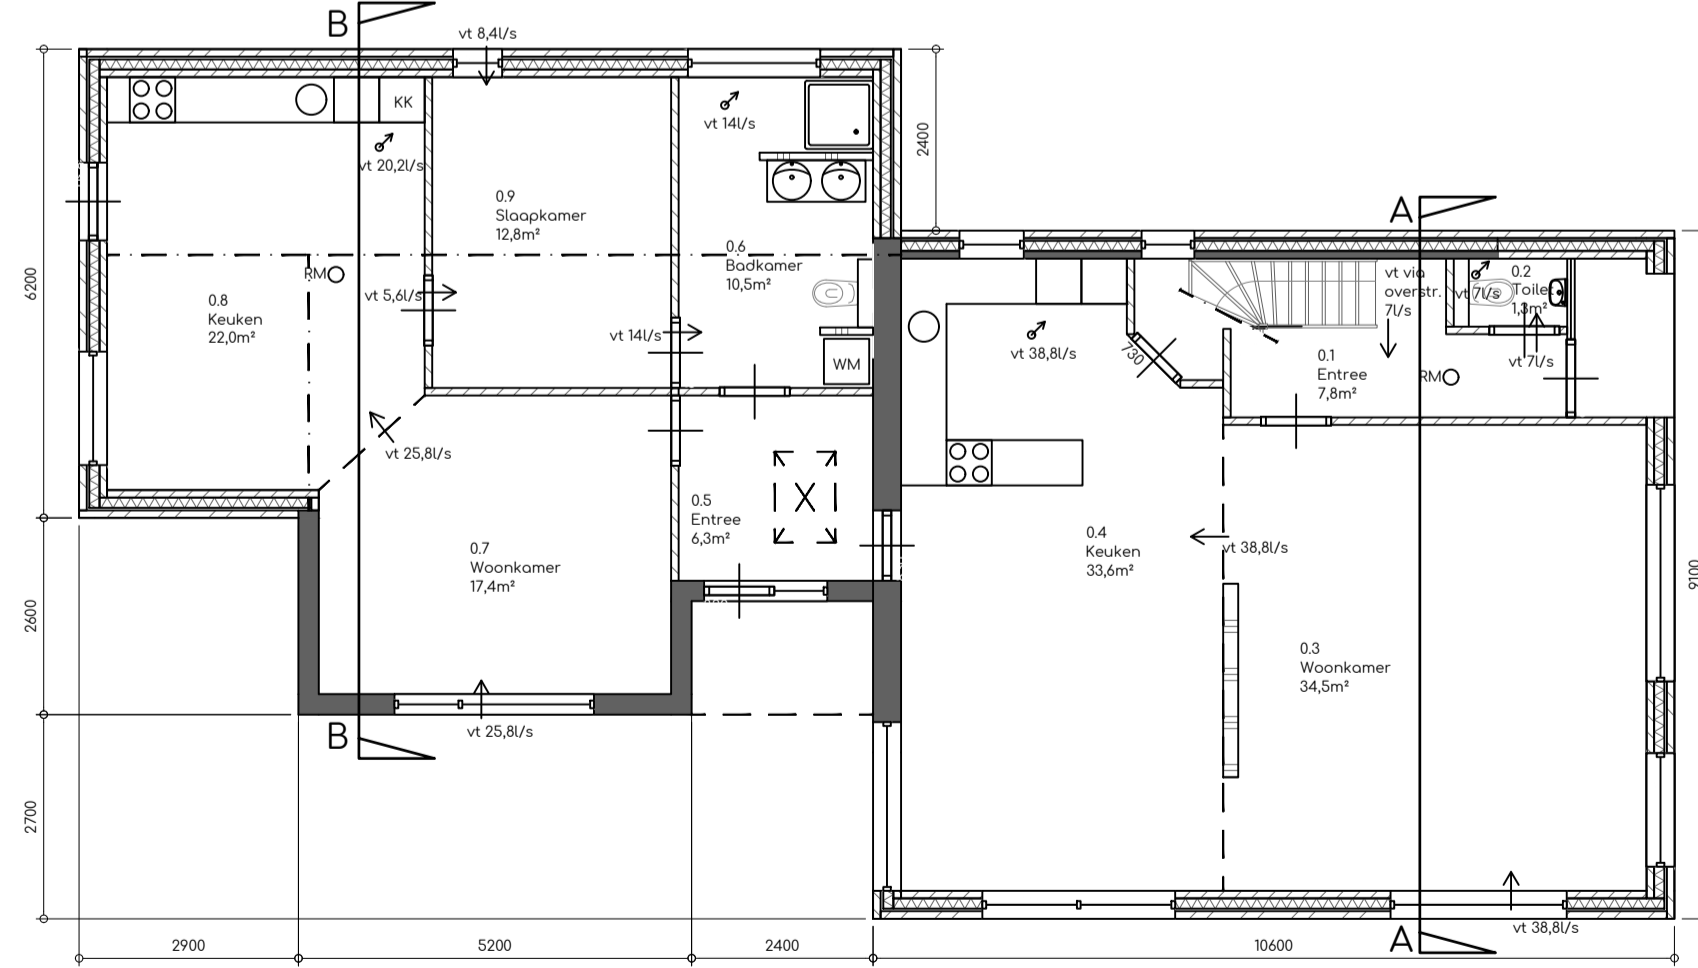 B
vt 8,4l/s
KK
vt 14l/s
2400
vt 20,2l/s
0.9
Slaapkamer
12,8m²
A
0.6
Badkamer
10,5m²
RM
vt 5,6l/s
6200
0.8
Keuken
22,0m²
vt 14l/s
WM
vt via
overstr.
7l/s
vt 7l/s
0.2
Toilet
1,3m²
vt 38,8l/s
730
0.1
Entree
7,8m²
RM
vt 7l/s
vt 25,8l/s
0.5
Entree
6,3m²
0.4
Keuken
33,6m²
vt 38,8l/s
0.7
Woonkamer
17,4m²
9100
2600
0.3
Woonkamer
34,5m²
B
vt 25,8l/s
2700
vt 38,8l/s
A
2900
5200
2400
10600